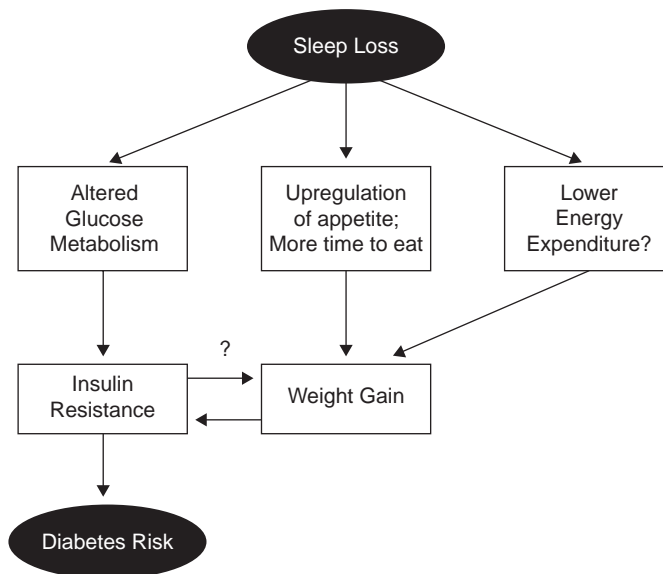 Sleep Loss
Altered
Glucose
Metabolism
Upregulation
of appetite;
More time to eat
Lower
Energy
Expenditure?
?
Insulin
Resistance
Weight Gain
Diabetes Risk